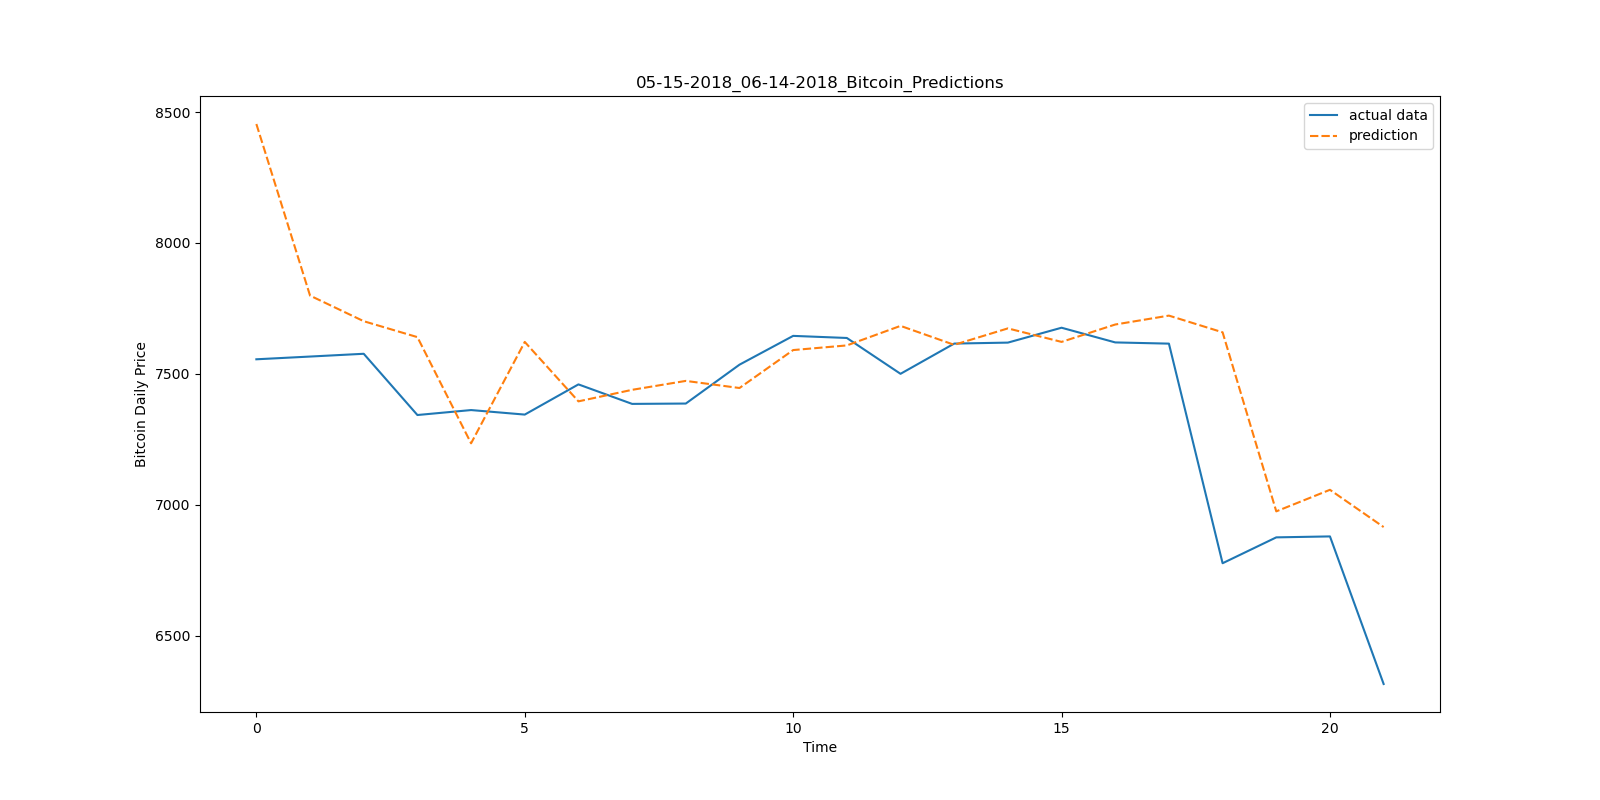 05-15-2018_06-14-2018_Bitcoin_Predictions
actual data
prediction
8500
8000
7500
7000
6500
Bitcoin Daily Price
0 5 10 15 20
Time